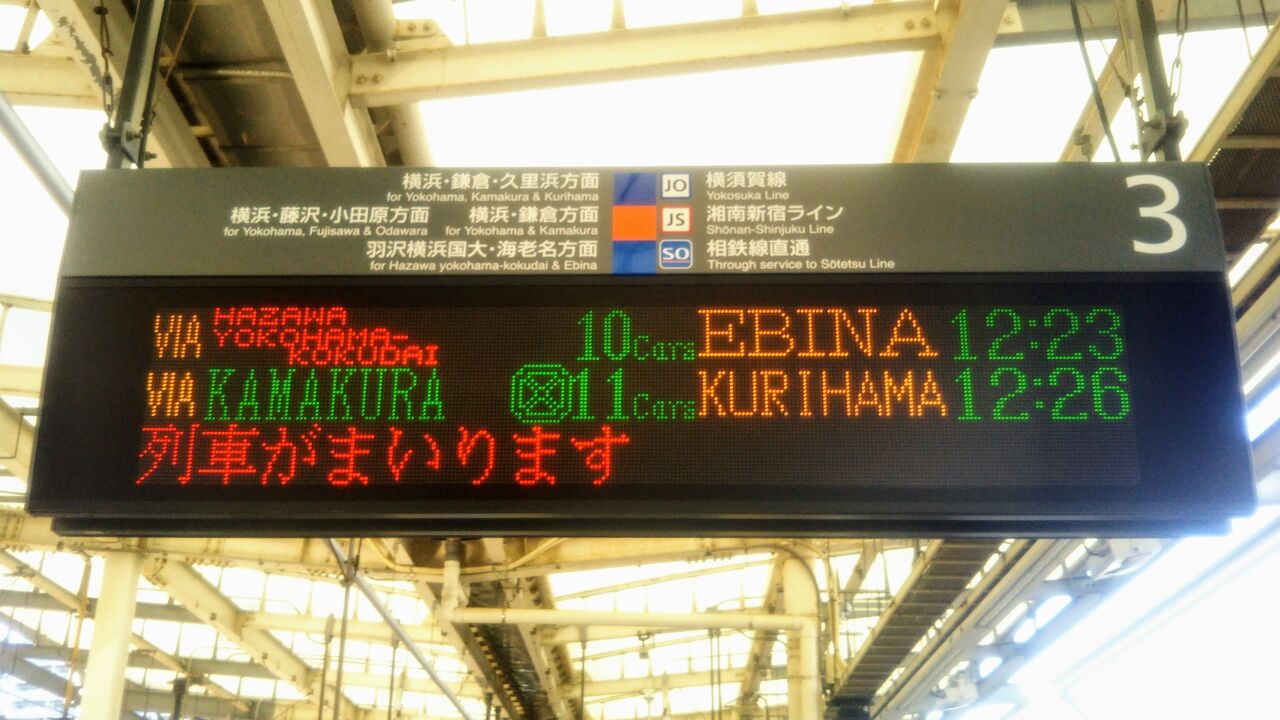 横浜・鎌倉・久里浜方面 JO 横須賀線 3
for Yokohama, Kamakura & Kurihama Yokosuka Line
横浜・藤沢・小田原方面 横浜・鎌倉方面 JS 湘南新宿ライン
for Yokohama, Fujisawa & Odawara for Yokohama & Kamakura Shōnan-Shinjuku Line
羽沢横浜国大・海老名方面 SO 相鉄線直通
for Hazawa yokohama-kokudai & Ebina Through service to Sōtetsu Line
VIA HAZAWA YOKOHAMA-KOKUDAI 10Cars EBINA 12:23
VIA KAMAKURA 11Cars KURIHAMA 12:26
列車がまいります